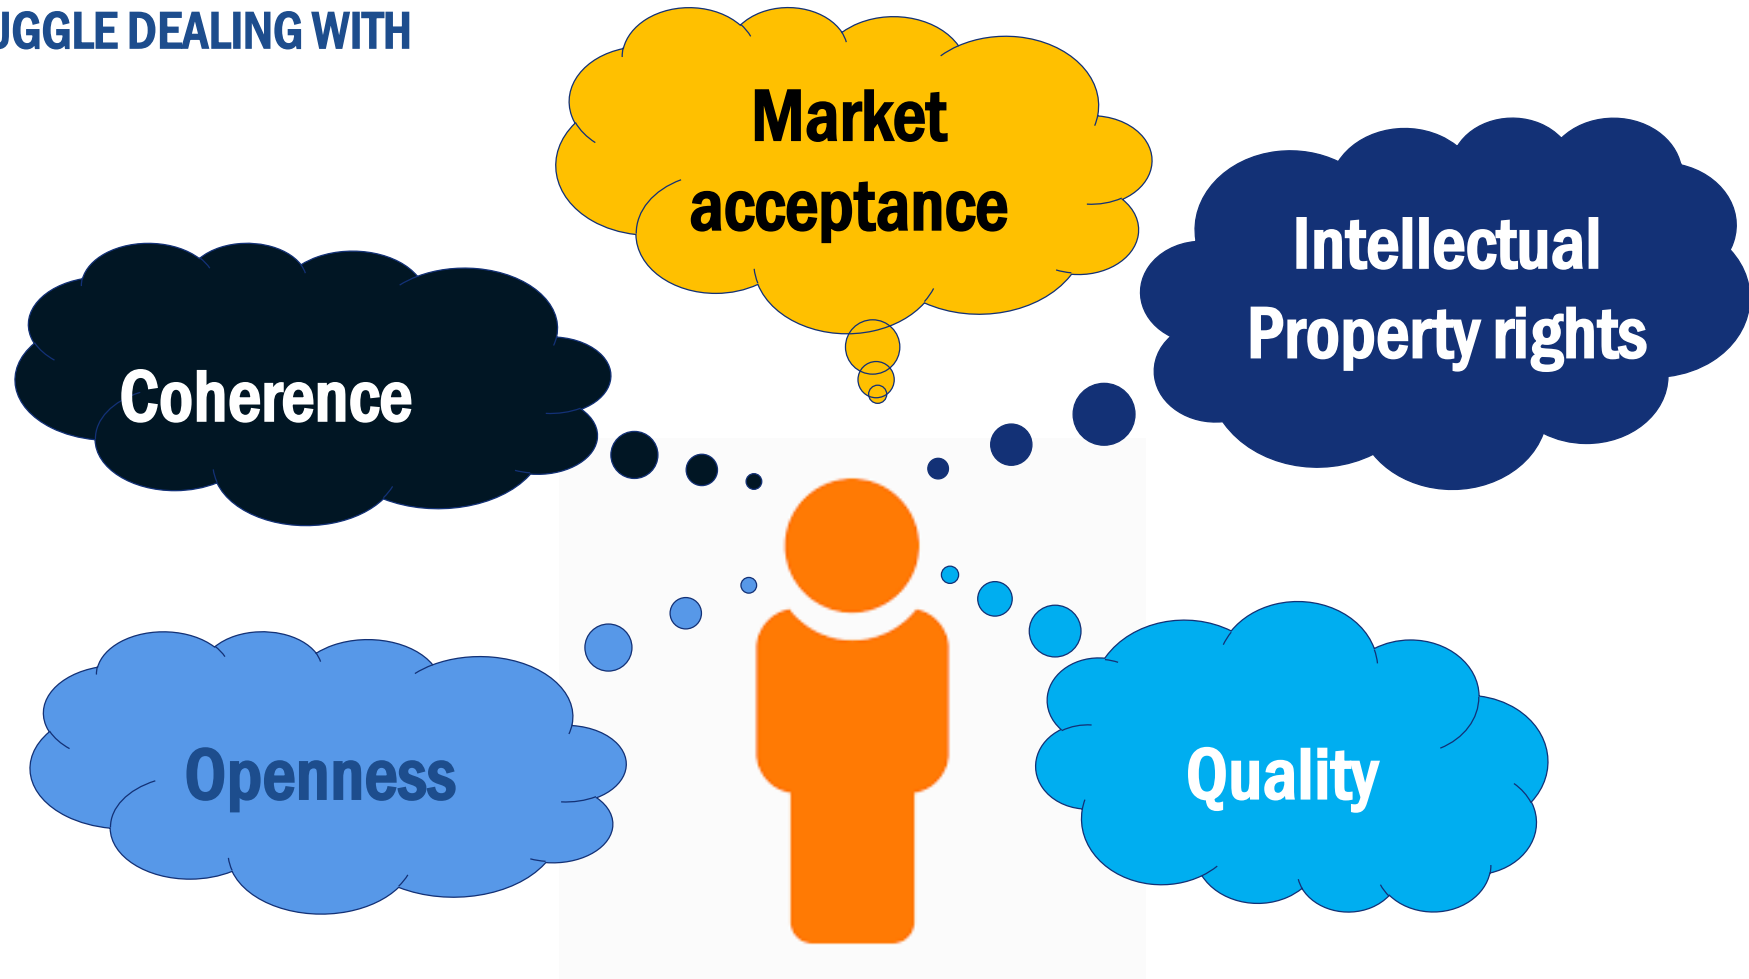 UGGLE DEALING WITH
Market
acceptance
Intellectual
Property rights
Coherence
Openness
Quality